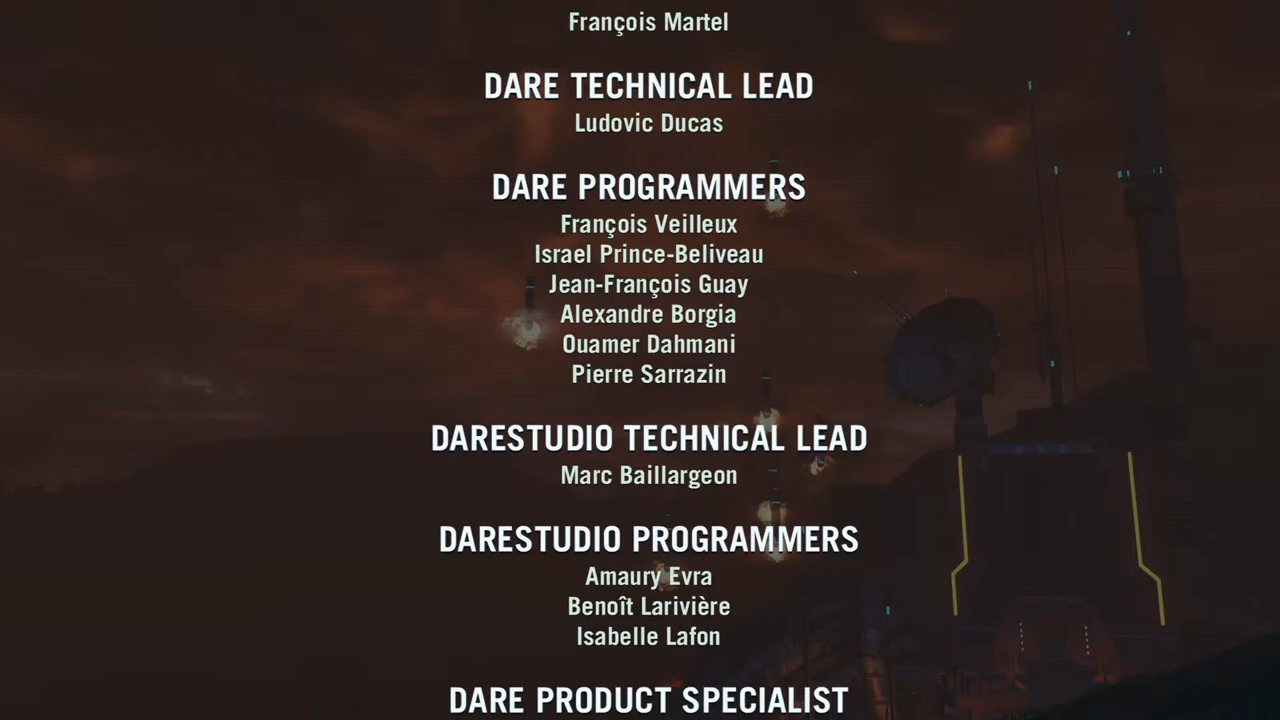 François Martel
DARE TECHNICAL LEAD
Ludovic Ducas
DARE PROGRAMMERS
François Veilleux
Israel Prince-Beliveau
Jean-François Guay
Alexandre Borgia
Ouamer Dahmani
Pierre Sarrazin
DARESTUDIO TECHNICAL LEAD
Marc Baillargeon
DARESTUDIO PROGRAMMERS
Amaury Evra
Benoît Larivière
Isabelle Lafon
DARE PRODUCT SPECIALIST